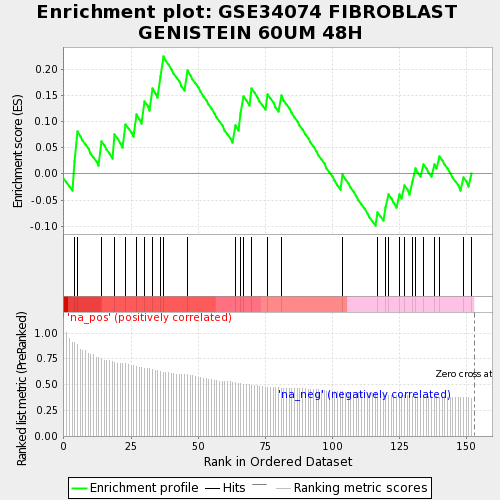 Enrichment plot: GSE34074 FIBROBLAST
GENISTEIN 60UM 48H
Enrichment score (ES)
0.20
0.15
0.10
0.05
0.00
-0.05
-0.10
'na_pos' (positively correlated)
Ranked list metric (PreRanked)
1.00
0.75
0.50
0.25
0.00
Zero cross at
'na_neg' (negatively correlated)
0 25 50 75 100 125 150
Rank in Ordered Dataset
Enrichment profile Hits Ranking metric scores